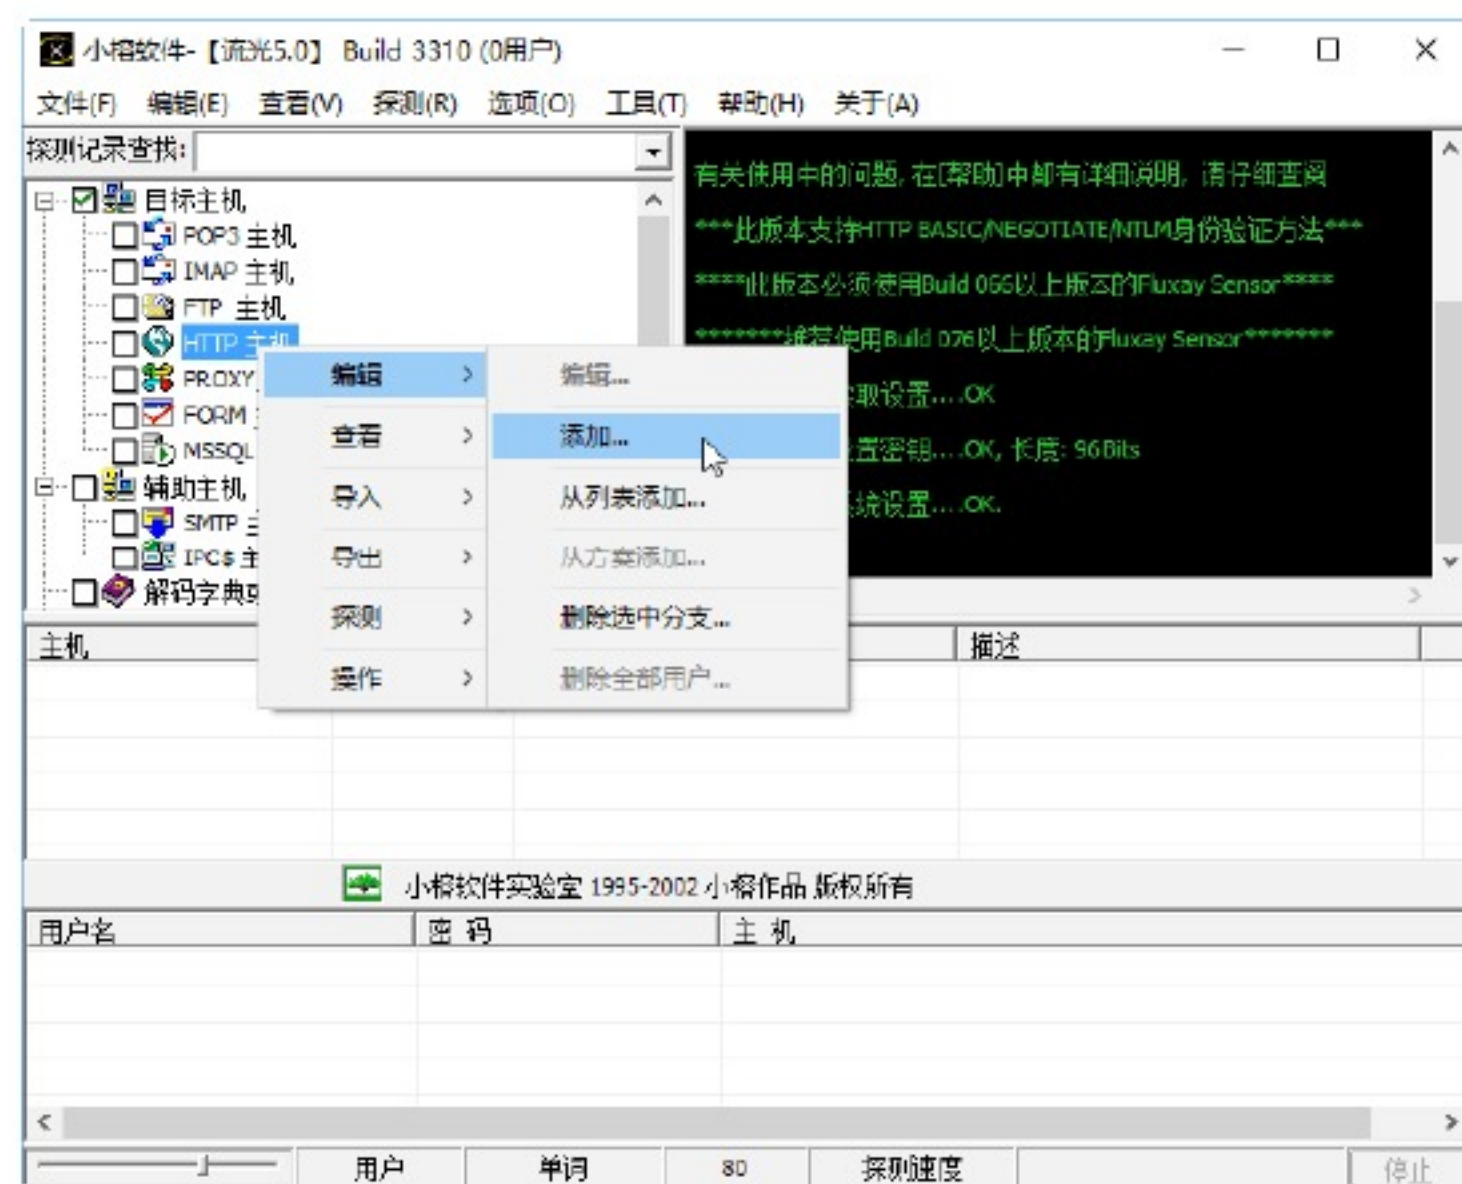 小榕软件-【流光5.0】 Build 3310 (0用户)
文件(F) 编辑(E) 查看(V) 探测(R) 选项(O) 工具(T) 帮助(H) 关于(A)
探测记录查找:
目标主机
POP3 主机
IMAP 主机
FTP 主机
HTTP 主机
PROXY
FORM
MSSQL
辅助主机
SMTP
IPC$ 主
解码字典
有关使用中的问题, 在[帮助]中都有详细说明, 请仔细查阅
***此版本支持HTTP BASIC/NEGOTIATE/NTLM身份验证方法***
****此版本必须使用Build 066以上版本的Fluxay Sensor****
*******推荐使用Build 076以上版本的Fluxay Sensor*******
取设置....OK
置密钥....OK, 长度: 96Bits
统设置....OK.
编辑
查看
导入
导出
探测
操作
编辑...
添加...
从列表添加...
从方案添加...
删除选中分支...
删除全部用户...
主机 描述
小榕软件实验室 1995-2002 小榕作品 版权所有
用户名 密 码 主 机
用户 单词 80 探测速度 停止